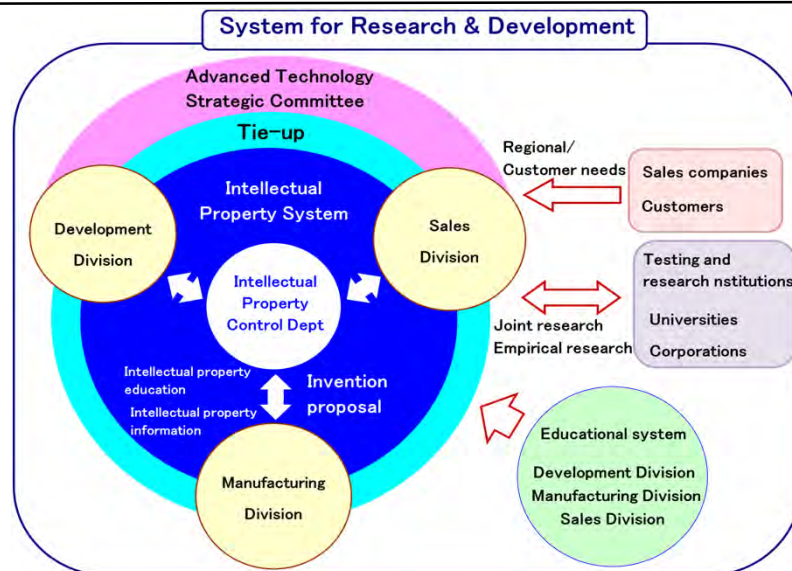 System for Research & Development
Advanced Technology
Strategic Committee
Tie-up
Intellectual
Property System
Development
Division
Sales
Division
Intellectual
Property
Control Dept
Intellectual property
education
Intellectual property
information
Invention
proposal
Manufacturing
Division
Regional/
Customer needs
Sales companies
Customers
Joint research
Empirical research
Testing and
research nstitutions
Universities
Corporations
Educational system
Development Division
Manufacturing Division
Sales Division